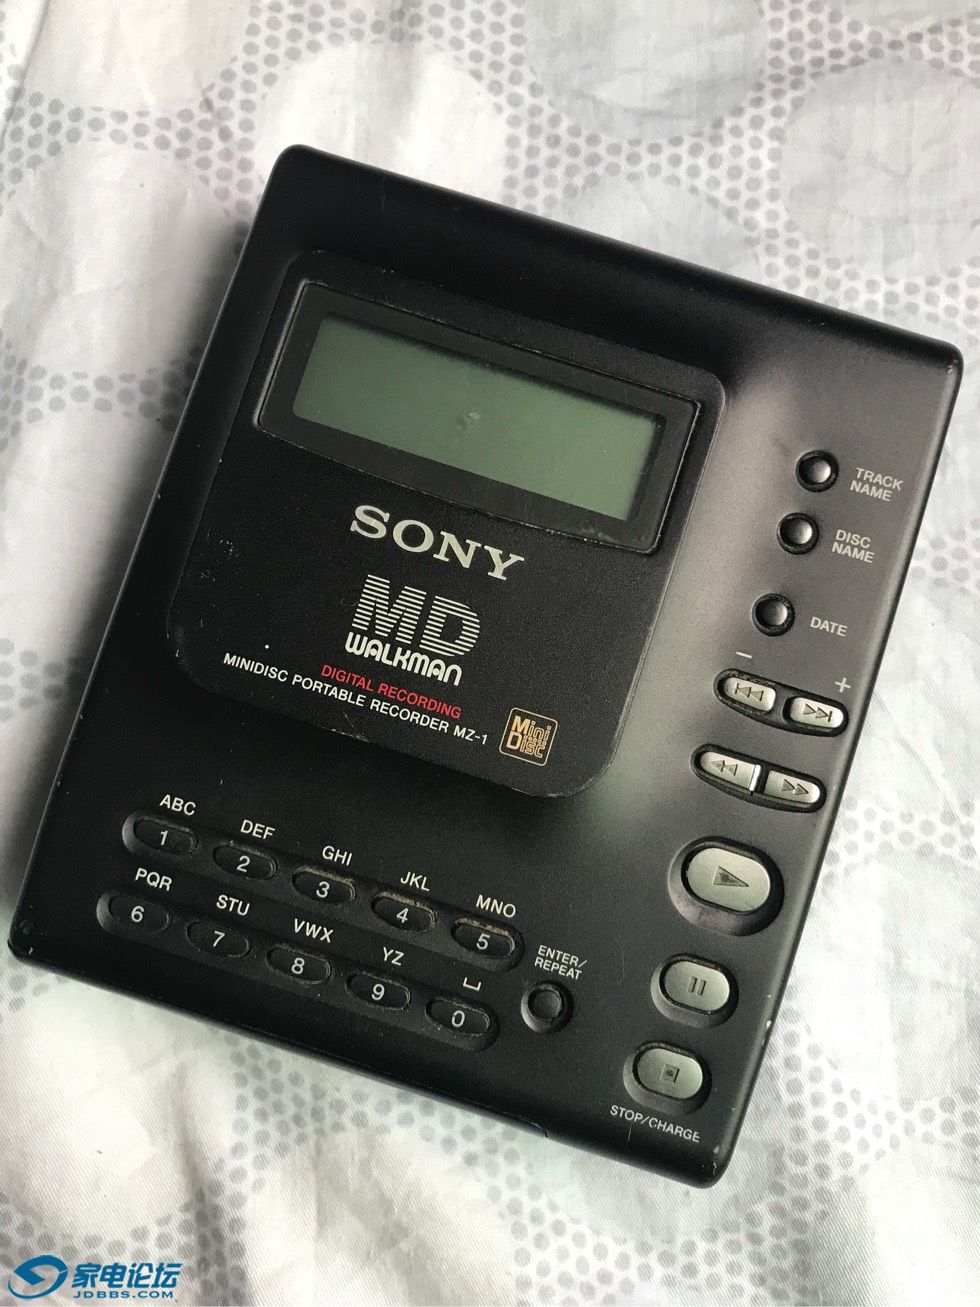 SONY
MD
WALKMAN
DIGITAL RECORDING
MINIDISC PORTABLE RECORDER MZ-1
Mini
Disc
TRACK
NAME
DISC
NAME
DATE
−
+
ABC
DEF
GHI
JKL
MNO
1
2
3
4
5
PQR
STU
VWX
YZ
␣
6
7
8
9
0
ENTER/
REPEAT
STOP/CHARGE
家电论坛
JDBBS.COM